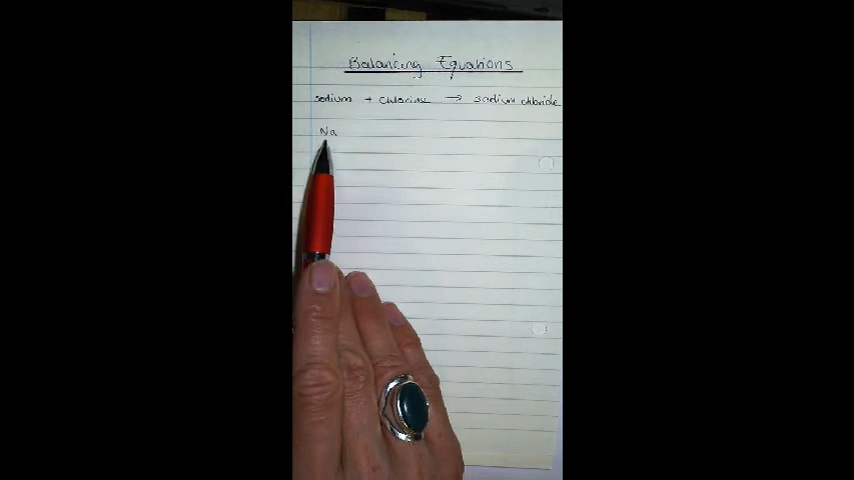 Balancing Equations
sodium + chlorine → sodium chloride
Na